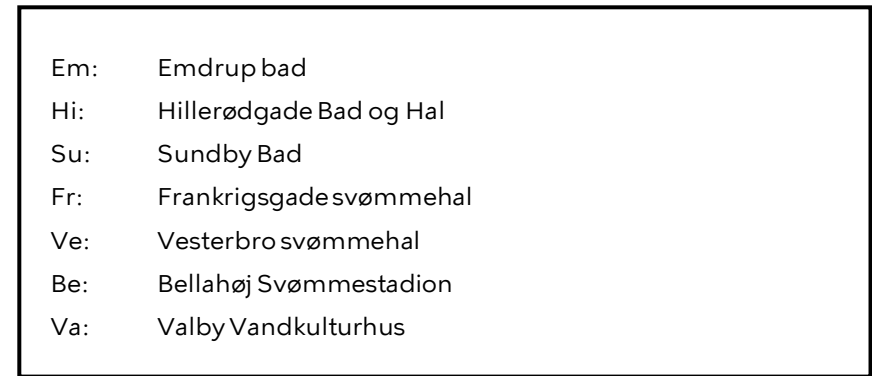 Em: Emdrup bad
Hi: Hillerødgade Bad og Hal
Su: Sundby Bad
Fr: Frankrigsgade svømmehal
Ve: Vesterbro svømmehal
Be: Bellahøj Svømmestadion
Va: Valby Vandkulturhus